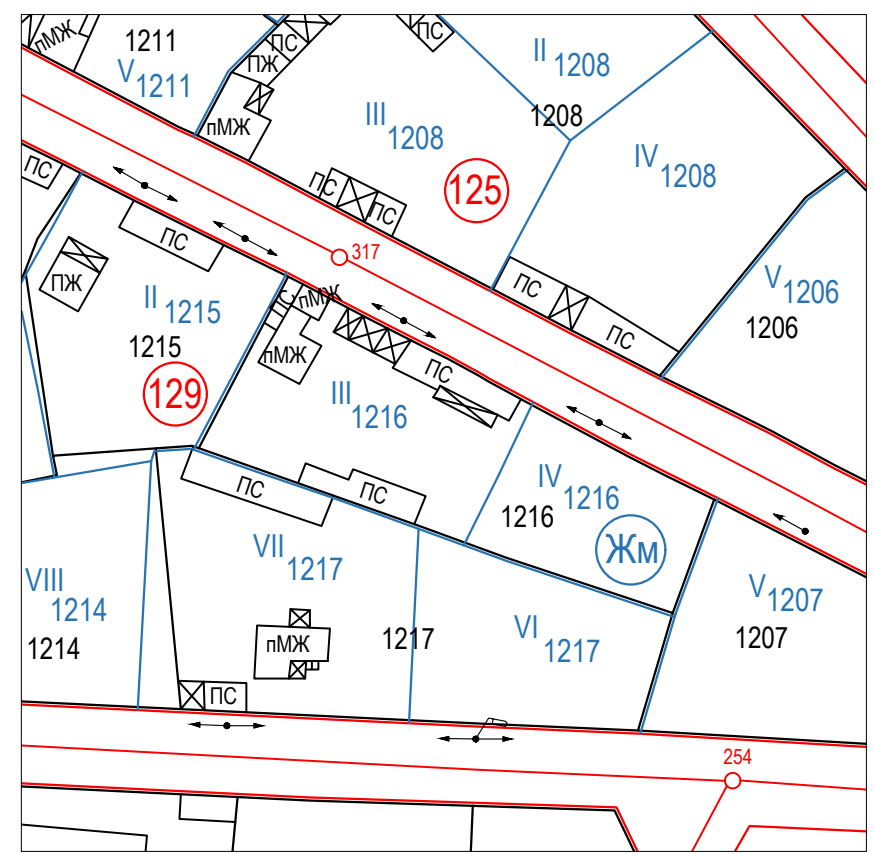 пМЖ
1211
V 1211
ПС
ПС
ПЖ
II 1208
1208
пМЖ
III 1208
IV 1208
125
ПС
ПС
ПС
ПС
317
ПЖ
II 1215
1215
129
ПС
пМЖ
пМЖ
ПС
ПС
V 1206
1206
ПС
III 1216
IV 1216
1216
Жм
ПС
ПС
VII 1217
VIII 1214
1214
пМЖ
1217
VI 1217
V 1207
1207
ПС
254